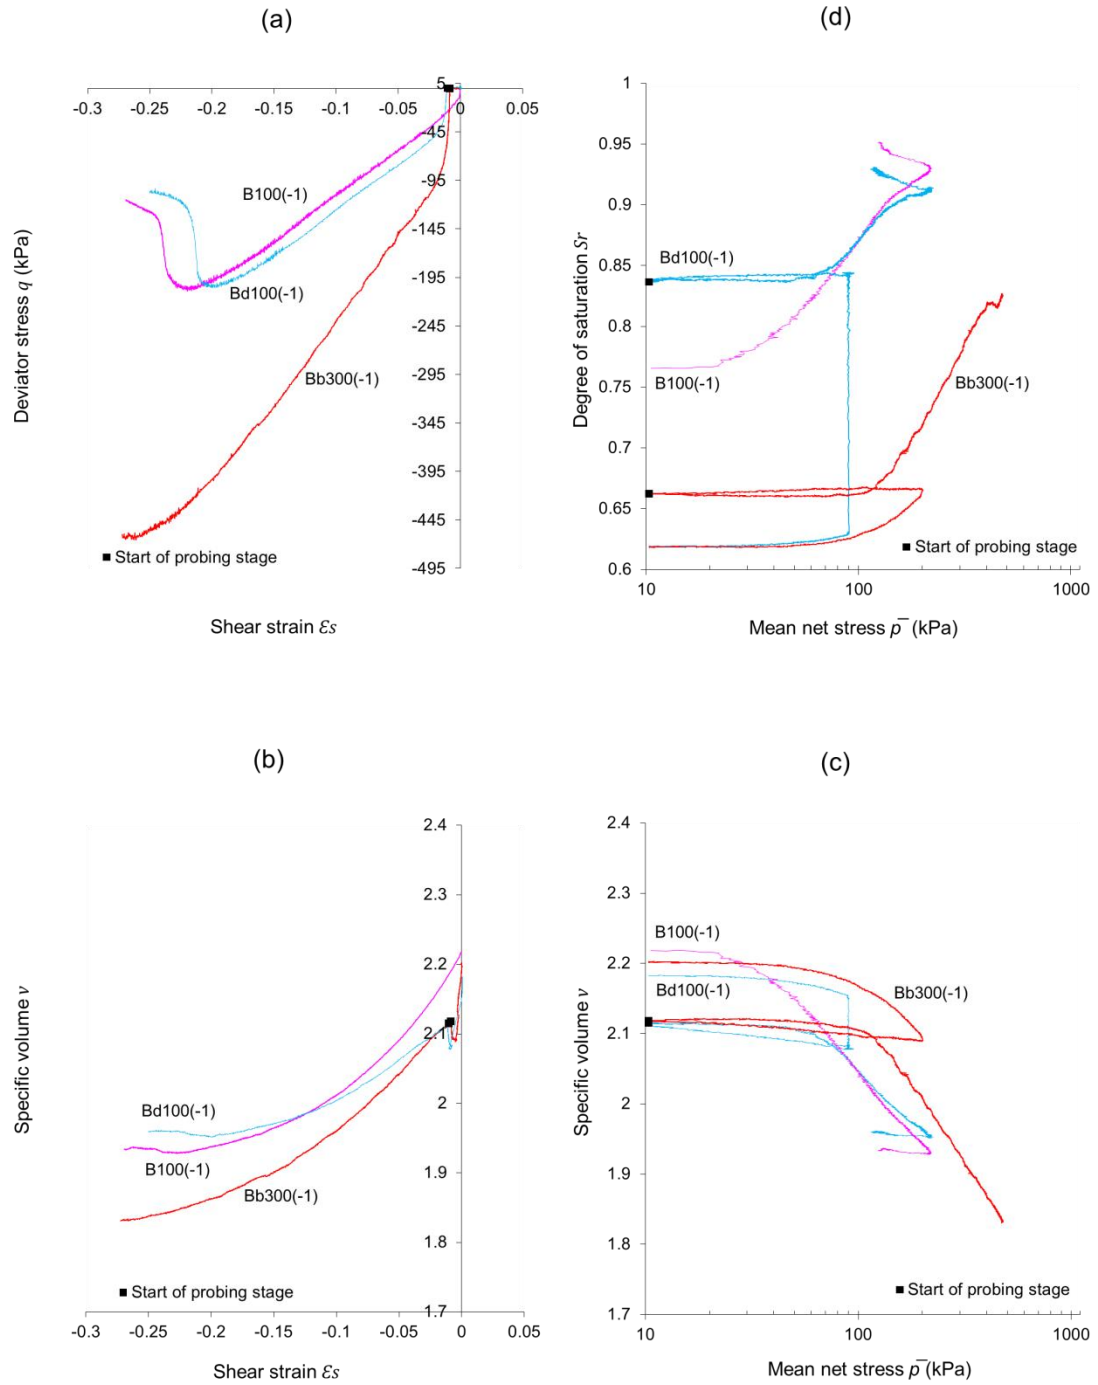 (a)
5
-0.3 -0.25 -0.2 -0.15 -0.1 -0.05 0 0.05
-45
-95
-145
-195
-245
-295
-345
-395
-445
-495
B100(-1)
Bd100(-1)
Bb300(-1)
■ Start of probing stage
Deviator stress q (kPa)
Shear strain Ɛs
(d)
1
0.95
0.9
0.85
0.8
0.75
0.7
0.65
0.6
Bd100(-1)
B100(-1)
Bb300(-1)
■ Start of probing stage
10 100 1000
Degree of saturation Sr
Mean net stress p̅ (kPa)
(b)
2.4
2.3
2.2
2.1
2
1.9
1.8
1.7
Bd100(-1)
B100(-1)
Bb300(-1)
■ Start of probing stage
-0.3 -0.25 -0.2 -0.15 -0.1 -0.05 0 0.05
Specific volume v
Shear strain Ɛs
(c)
2.4
2.3
2.2
2.1
2
1.9
1.8
1.7
B100(-1)
Bd100(-1)
Bb300(-1)
■ Start of probing stage
10 100 1000
Specific volume v
Mean net stress p̅(kPa)